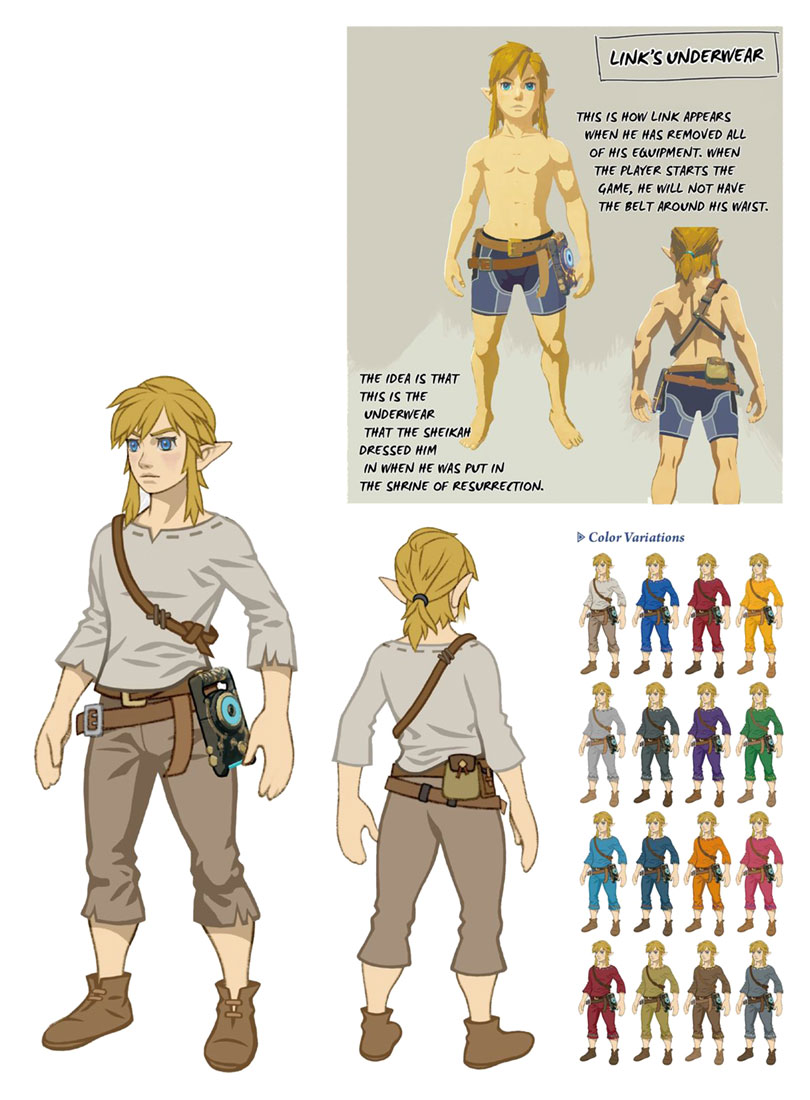 LINK'S UNDERWEAR
THIS IS HOW LINK APPEARS
WHEN HE HAS REMOVED ALL
OF HIS EQUIPMENT. WHEN
THE PLAYER STARTS THE
GAME, HE WILL NOT HAVE
THE BELT AROUND HIS WAIST.
THE IDEA IS THAT
THIS IS THE
UNDERWEAR
THAT THE SHEIKAH
DRESSED HIM
IN WHEN HE WAS PUT IN
THE SHRINE OF RESURRECTION.
Color Variations